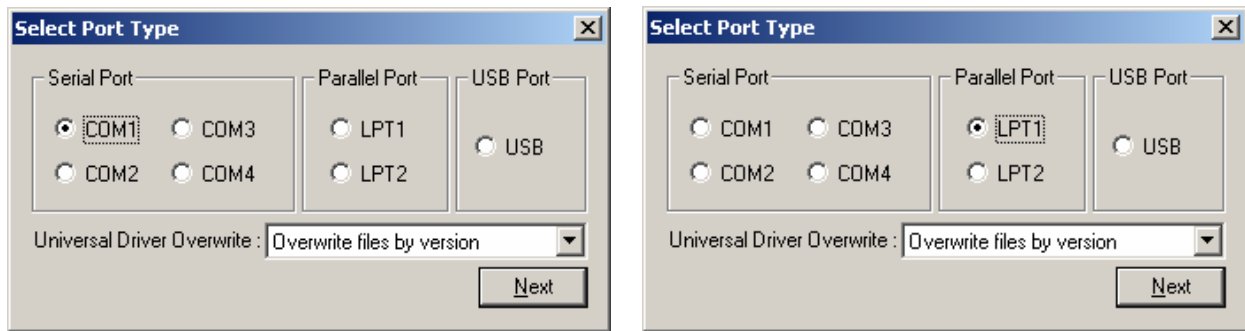 Select Port Type
Serial Port Parallel Port USB Port
COM1 COM3 LPT1
USB
COM2 COM4 LPT2
Universal Driver Overwrite : Overwrite files by version
Next
Select Port Type
Serial Port Parallel Port USB Port
COM1 COM3 LPT1
USB
COM2 COM4 LPT2
Universal Driver Overwrite : Overwrite files by version
Next